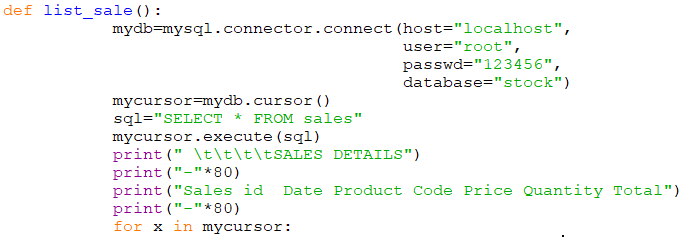 def list_sale():
            mydb=mysql.connector.connect(host="localhost",
                                         user="root",
                                         passwd="123456",
                                         database="stock")
            mycursor=mydb.cursor()
            sql="SELECT * FROM sales"
            mycursor.execute(sql)
            print(" \t\t\t\tSALES DETAILS")
            print("-"*80)
            print("Sales id  Date Product Code Price Quantity Total")
            print("-"*80)
            for x in mycursor: